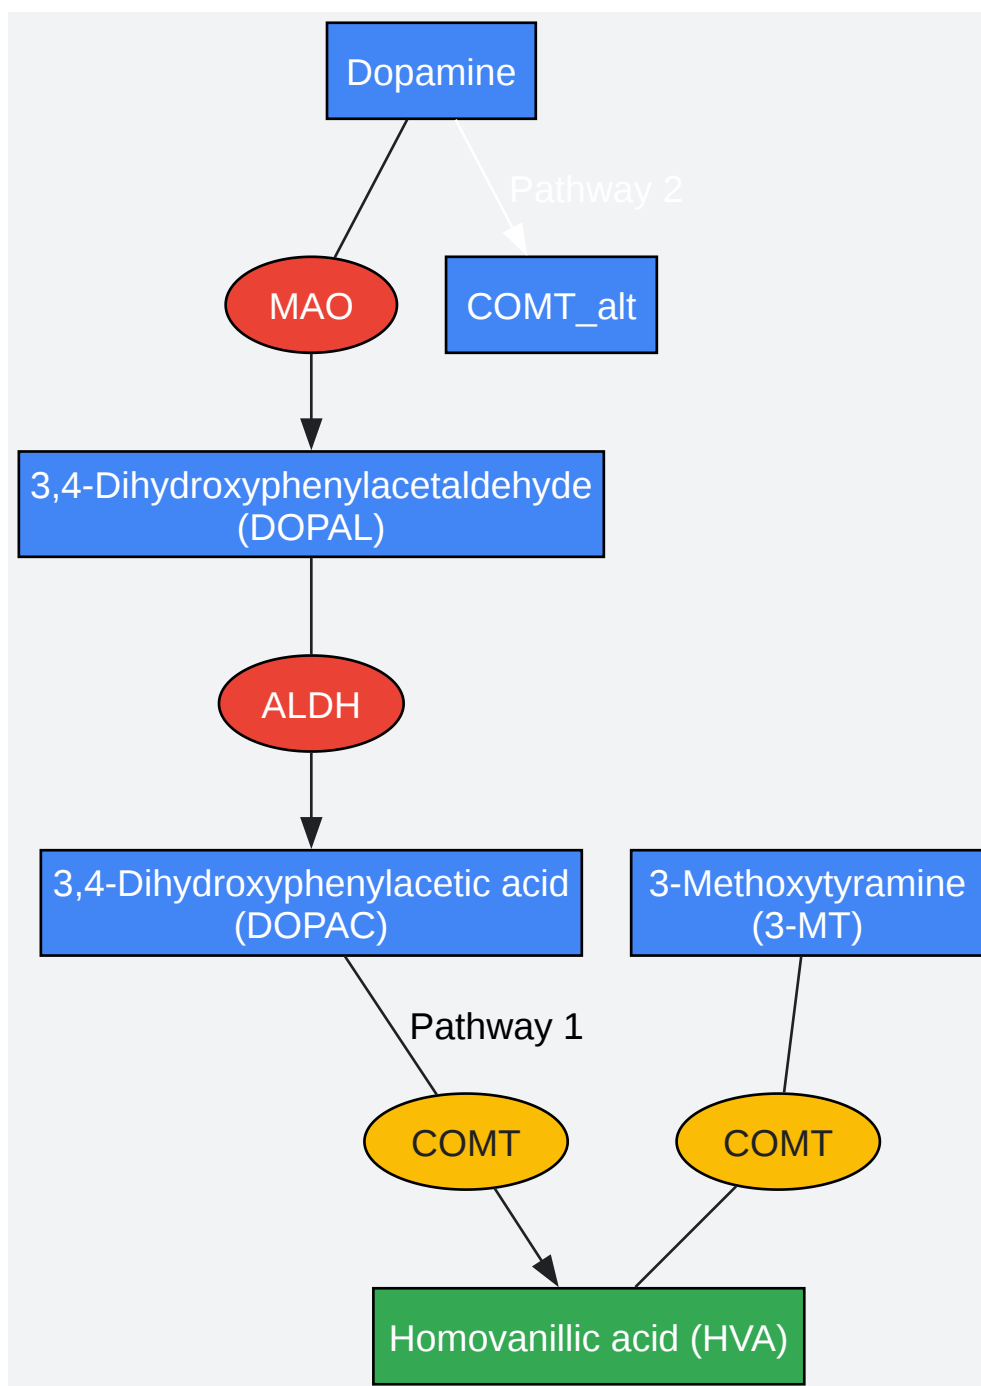 Dopamine
Pathway 2
MAO
COMT_alt
3,4-Dihydroxyphenylacetaldehyde
(DOPAL)
ALDH
3,4-Dihydroxyphenylacetic acid
(DOPAC)
3-Methoxytyramine
(3-MT)
Pathway 1
COMT
COMT
Homovanillic acid (HVA)